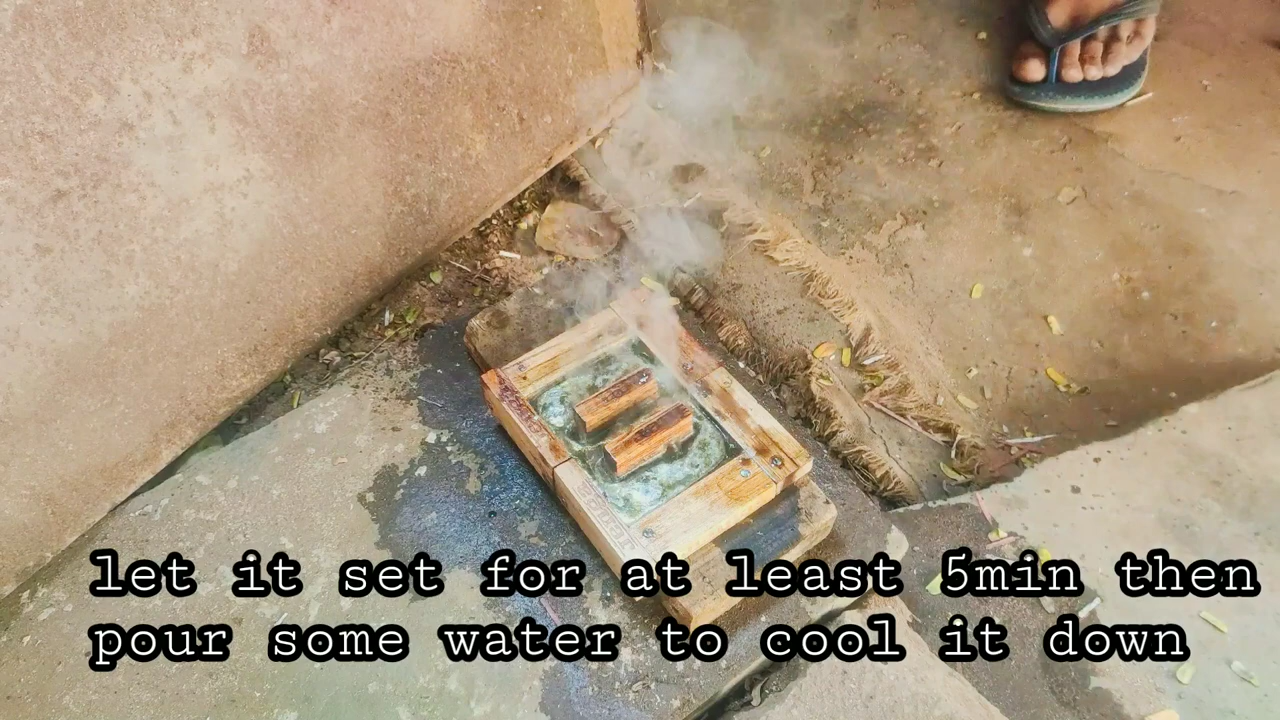 let it set for at least 5min then
pour some water to cool it down